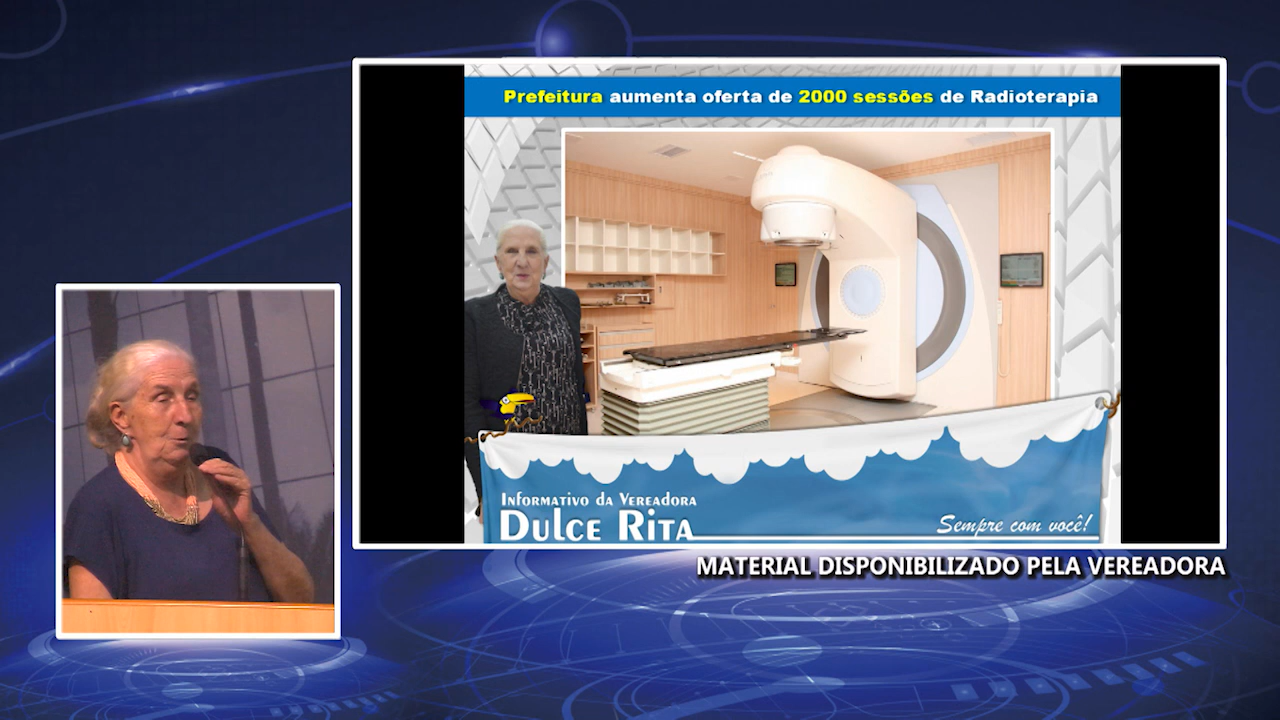 Prefeitura aumenta oferta de 2000 sessões de Radioterapia
Informativo da Vereadora
Dulce Rita
Sempre com você!
MATERIAL DISPONIBILIZADO PELA VEREADORA